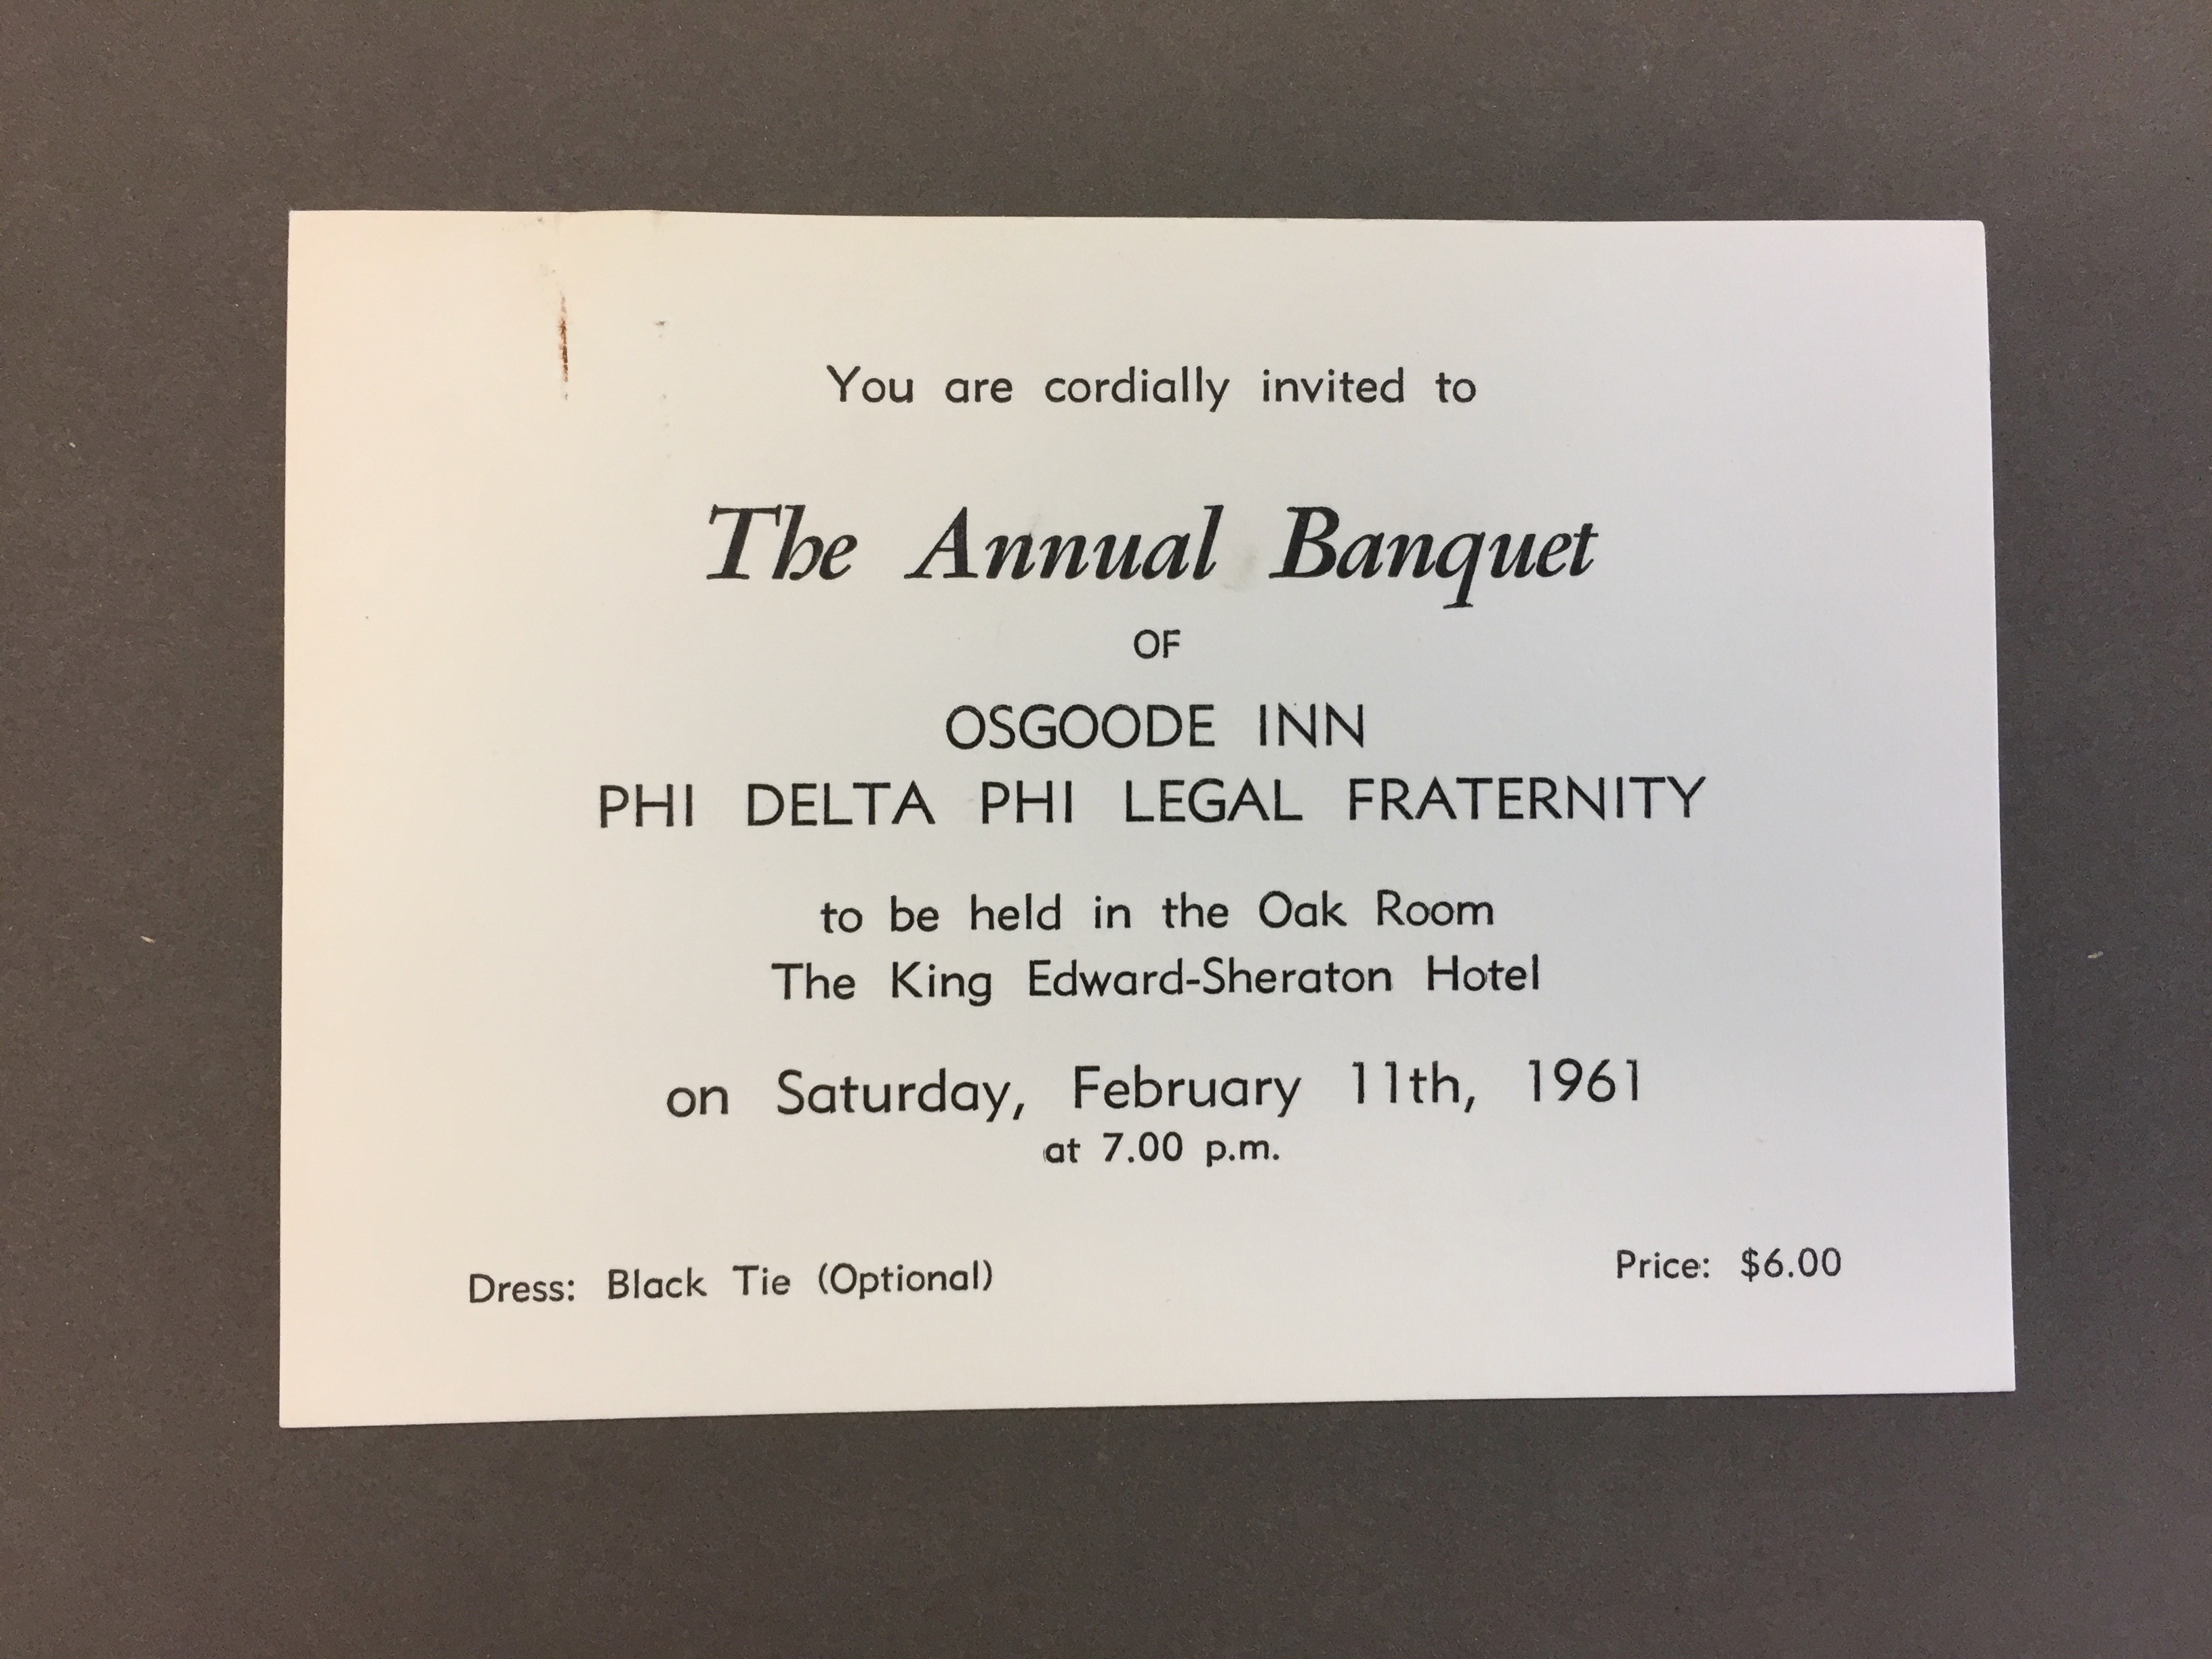 You are cordially invited to
The Annual Banquet
OF
OSGOODE INN
PHI DELTA PHI LEGAL FRATERNITY
to be held in the Oak Room
The King Edward-Sheraton Hotel
on Saturday, February 11th, 1961
at 7.00 p.m.
Dress: Black Tie (Optional)
Price: $6.00